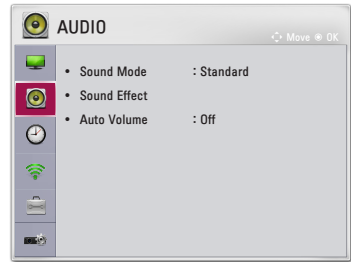 AUDIO
Move OK
• Sound Mode : Standard
• Sound Effect
• Auto Volume : Off